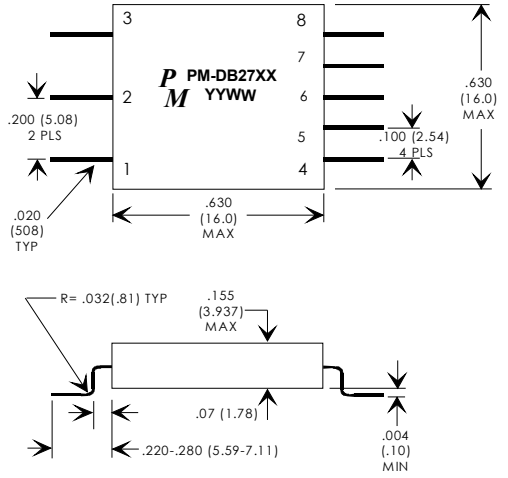 3
8
7
P M PM-DB27XX
YYWW
2
6
.200 (5.08)
2 PLS
5
.100 (2.54)
4 PLS
1
4
.630
(16.0)
MAX
.020
(508)
TYP
.630
(16.0)
MAX
R= .032(.81) TYP
.155
(3.937)
MAX
.07 (1.78)
.220-.280 (5.59-7.11)
.004
(.10)
MIN